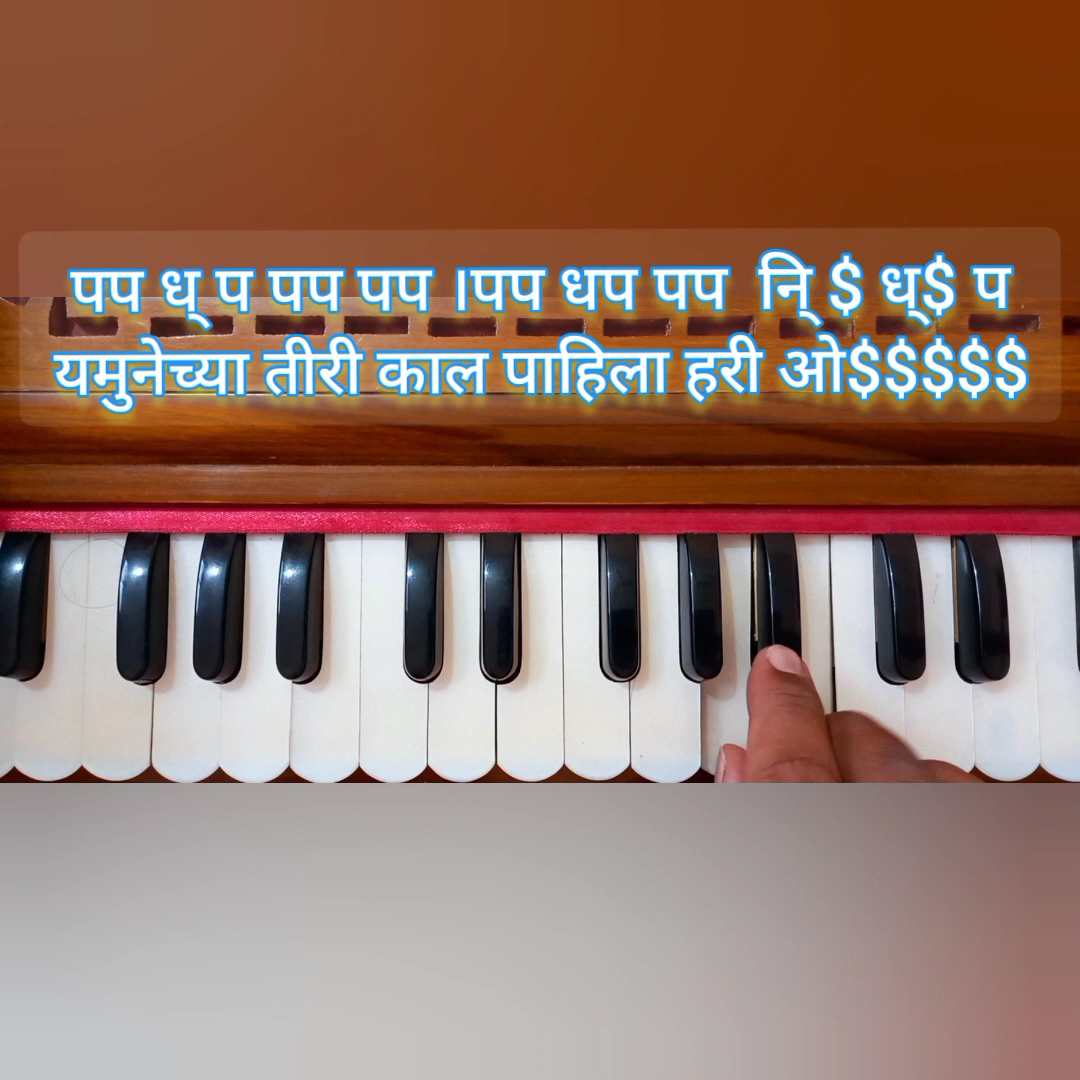 पप ध् प पप पप ।पप धप पप नि् $ ध्$ प
यमुनेच्या तीरी काल पाहिला हरी ओ$$$$$